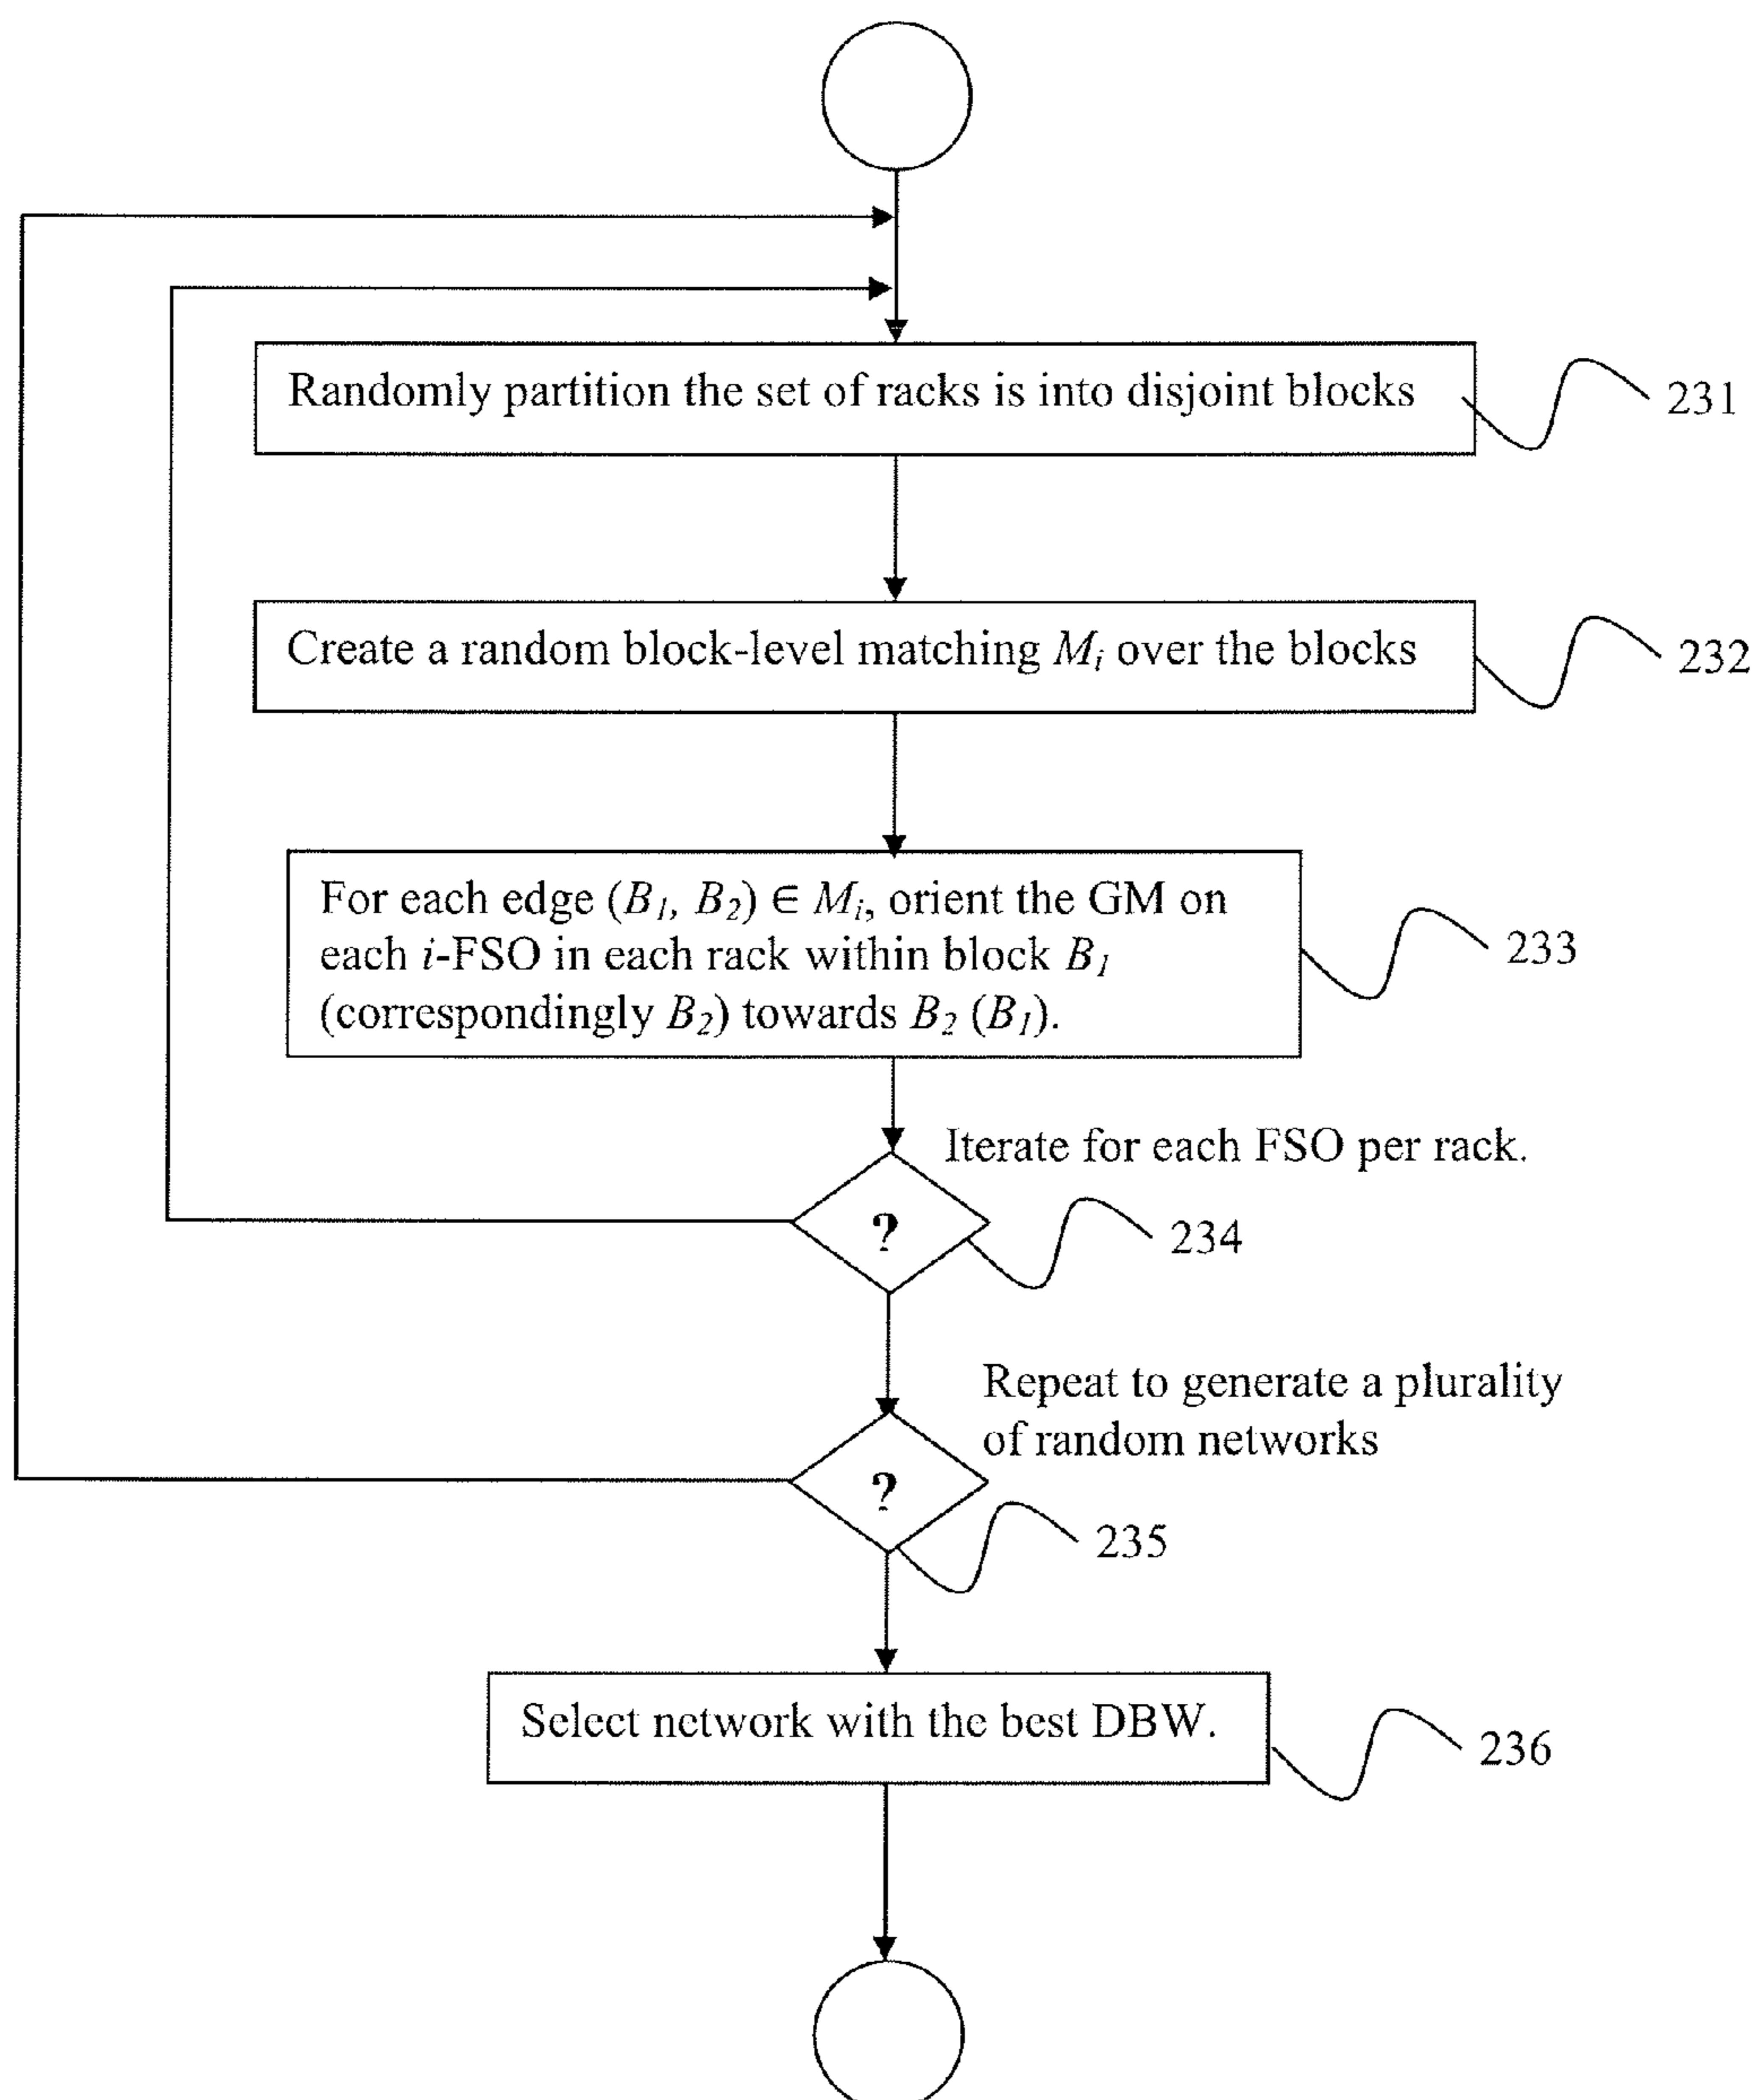 Randomly partition the set of racks is into disjoint blocks
231
Create a random block-level matching Mi over the blocks
232
For each edge (B1, B2) ∈ Mi, orient the GM on
each i-FSO in each rack within block B1
(correspondingly B2) towards B2 (B1).
233
Iterate for each FSO per rack.
?
234
Repeat to generate a plurality
of random networks
?
235
Select network with the best DBW.
236